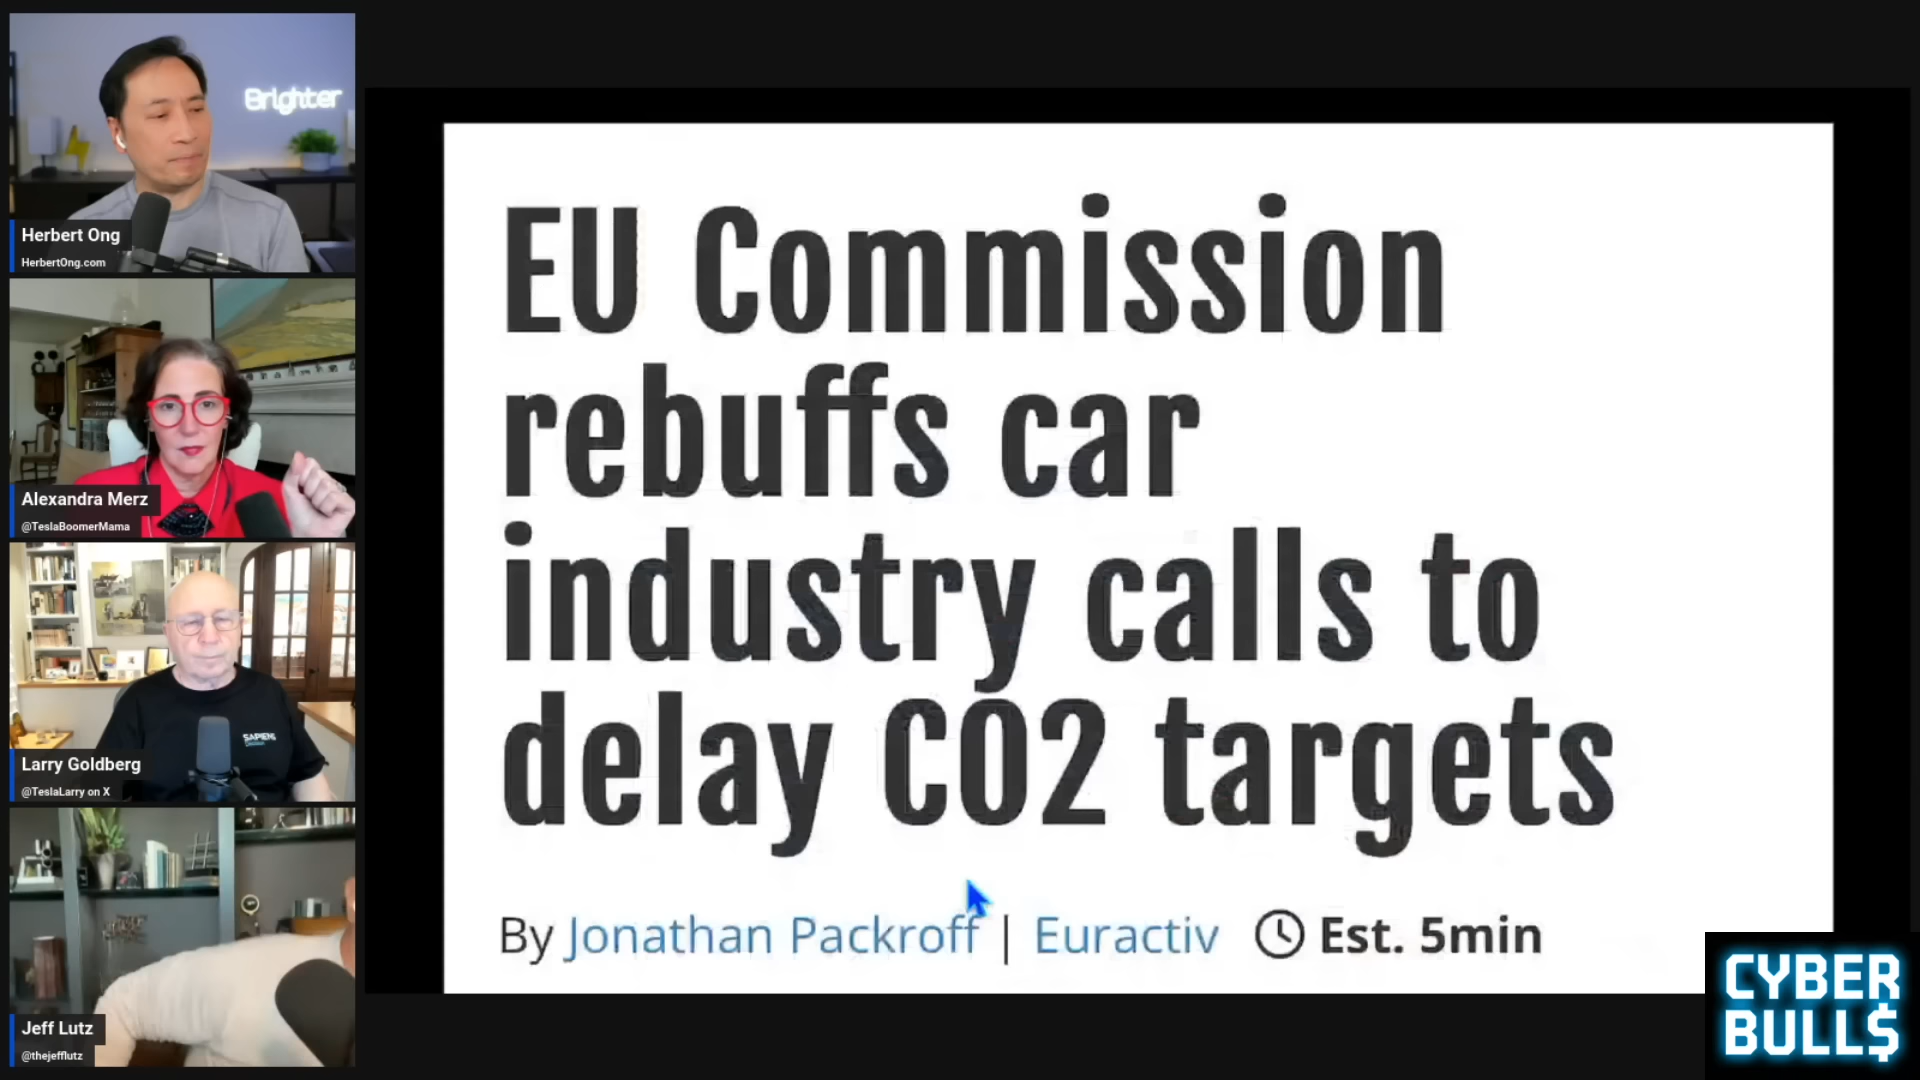 Brighter
Herbert Ong
HerbertOng.com
Alexandra Merz
@TeslaBoomerMama
SAPIENS
Larry Goldberg
@TeslaLarry on X
Jeff Lutz
@thejefflutz
EU Commission
rebuffs car
industry calls to
delay CO2 targets
By Jonathan Packroff | Euractiv Est. 5min
CYBER
BULL$